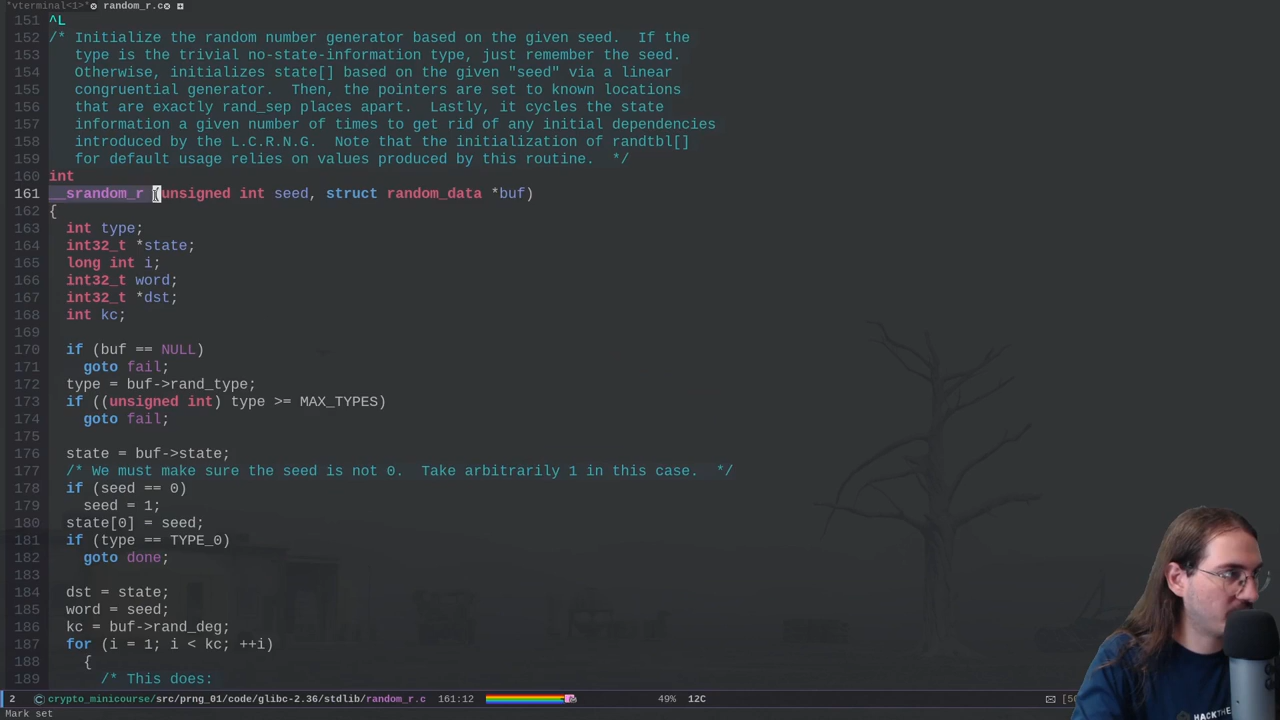 *vterminal<1>* random_r.c
151 ^L
152 /* Initialize the random number generator based on the given seed.  If the
153    type is the trivial no-state-information type, just remember the seed.
154    Otherwise, initializes state[] based on the given "seed" via a linear
155    congruential generator.  Then, the pointers are set to known locations
156    that are exactly rand_sep places apart.  Lastly, it cycles the state
157    information a given number of times to get rid of any initial dependencies
158    introduced by the L.C.R.N.G.  Note that the initialization of randtbl[]
159    for default usage relies on values produced by this routine.  */
160 int
161 __srandom_r (unsigned int seed, struct random_data *buf)
162 {
163   int type;
164   int32_t *state;
165   long int i;
166   int32_t word;
167   int32_t *dst;
168   int kc;
169
170   if (buf == NULL)
171     goto fail;
172   type = buf->rand_type;
173   if ((unsigned int) type >= MAX_TYPES)
174     goto fail;
175
176   state = buf->state;
177   /* We must make sure the seed is not 0.  Take arbitrarily 1 in this case.  */
178   if (seed == 0)
179     seed = 1;
180   state[0] = seed;
181   if (type == TYPE_0)
182     goto done;
183
184   dst = state;
185   word = seed;
186   kc = buf->rand_deg;
187   for (i = 1; i < kc; ++i)
188     {
189       /* This does:
2 crypto_minicourse/src/prng_01/code/glibc-2.36/stdlib/random_r.c 161:12 49% 12C
Mark set
HACKTHE